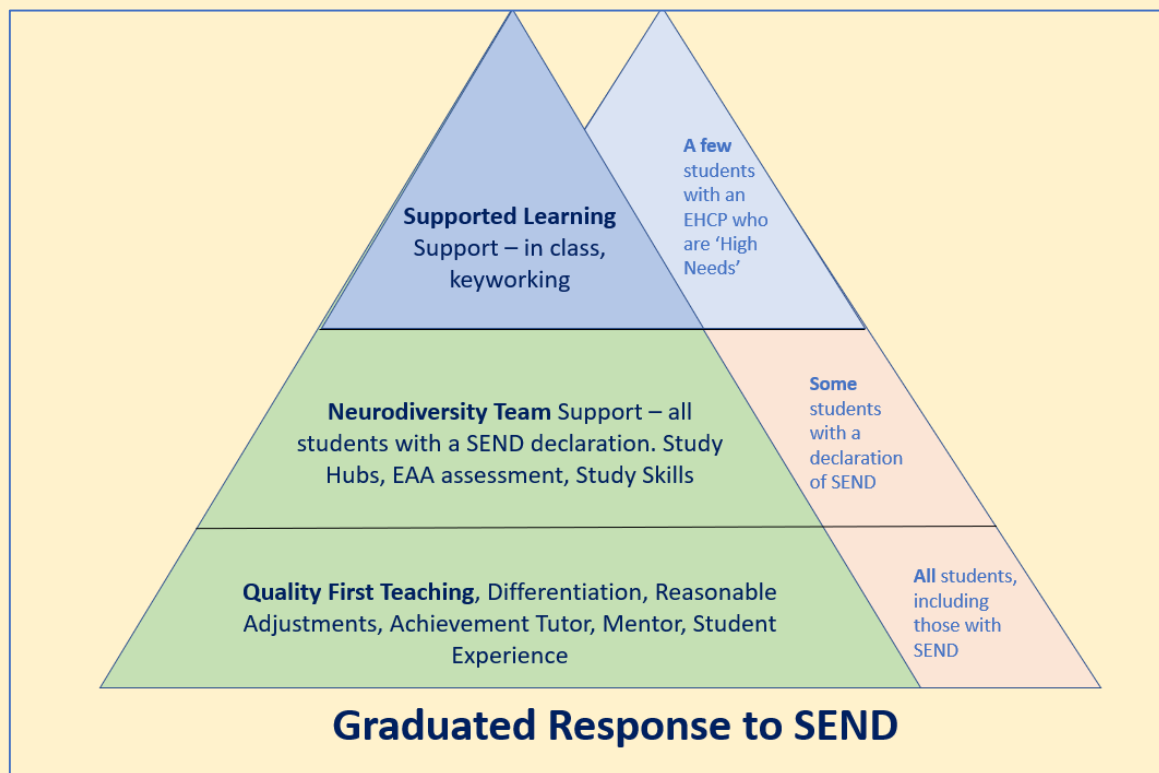 Supported Learning
Support – in class,
keyworking
A few
students
with an
EHCP who
are ‘High
Needs’
Neurodiversity Team Support – all
students with a SEND declaration. Study
Hubs, EAA assessment, Study Skills
Some
students
with a
declaration
of SEND
Quality First Teaching, Differentiation, Reasonable
Adjustments, Achievement Tutor, Mentor, Student
Experience
All students,
including
those with
SEND
Graduated Response to SEND